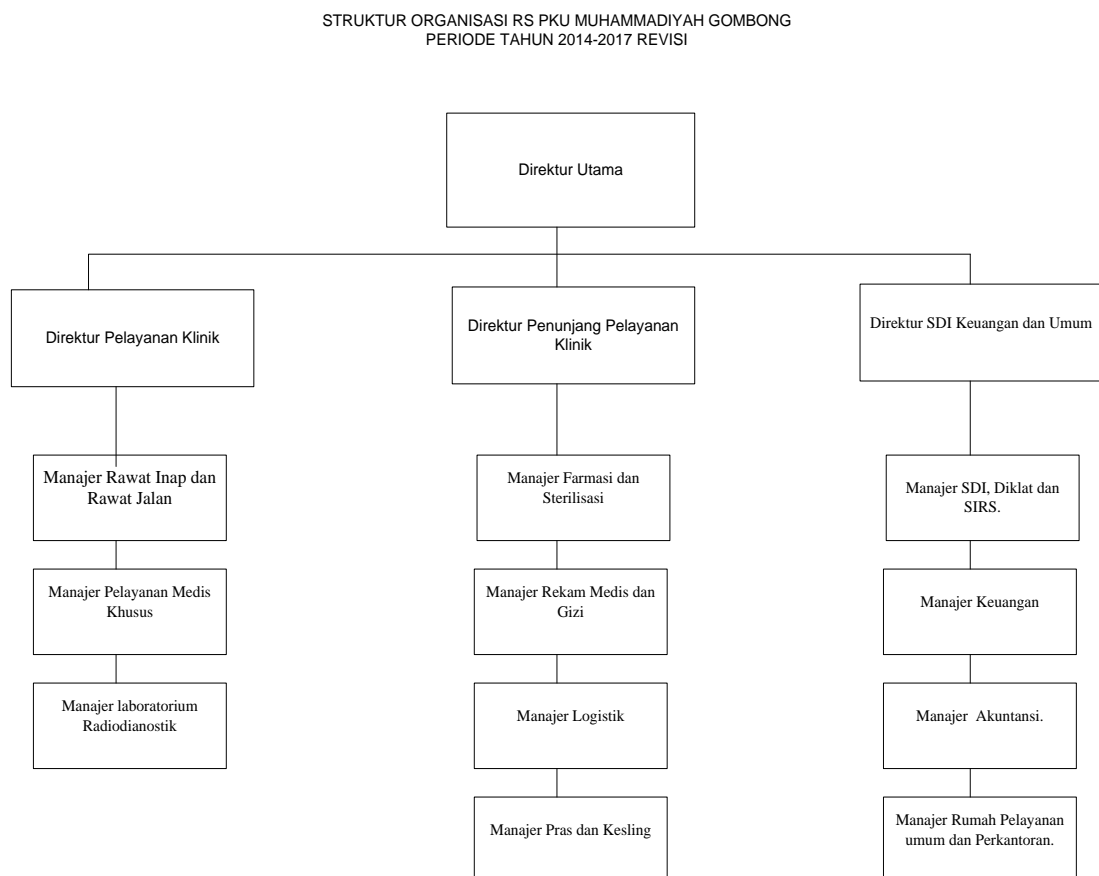 STRUKTUR ORGANISASI RS PKU MUHAMMADIYAH GOMBONG
PERIODE TAHUN 2014-2017 REVISI
Direktur Utama
Direktur Pelayanan Klinik
Direktur Penunjang Pelayanan
Klinik
Direktur SDI Keuangan dan Umum
Manajer Rawat Inap dan
Rawat Jalan
Manajer Farmasi dan
Sterilisasi
Manajer SDI, Diklat dan
SIRS.
Manajer Pelayanan Medis
Khusus
Manajer Rekam Medis dan
Gizi
Manajer Keuangan
Manajer laboratorium
Radiodianostik
Manajer Logistik
Manajer  Akuntansi.
Manajer Pras dan Kesling
Manajer Rumah Pelayanan
umum dan Perkantoran.